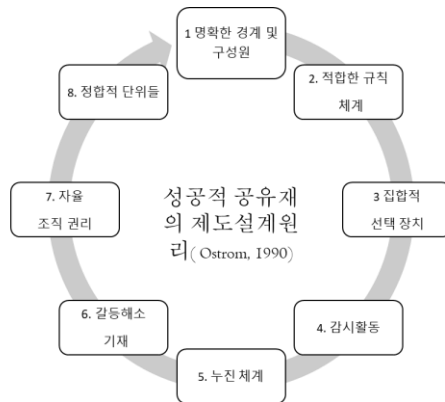 1 명확한 경계 및
구성원
2. 적합한 규칙
체계
3 집합적
선택 장치
4. 감시활동
5. 누진 체계
6. 갈등해소
기재
7. 자율
조직 권리
8. 정합적 단위들
성공적 공유재
의 제도설계원
리( Ostrom, 1990)